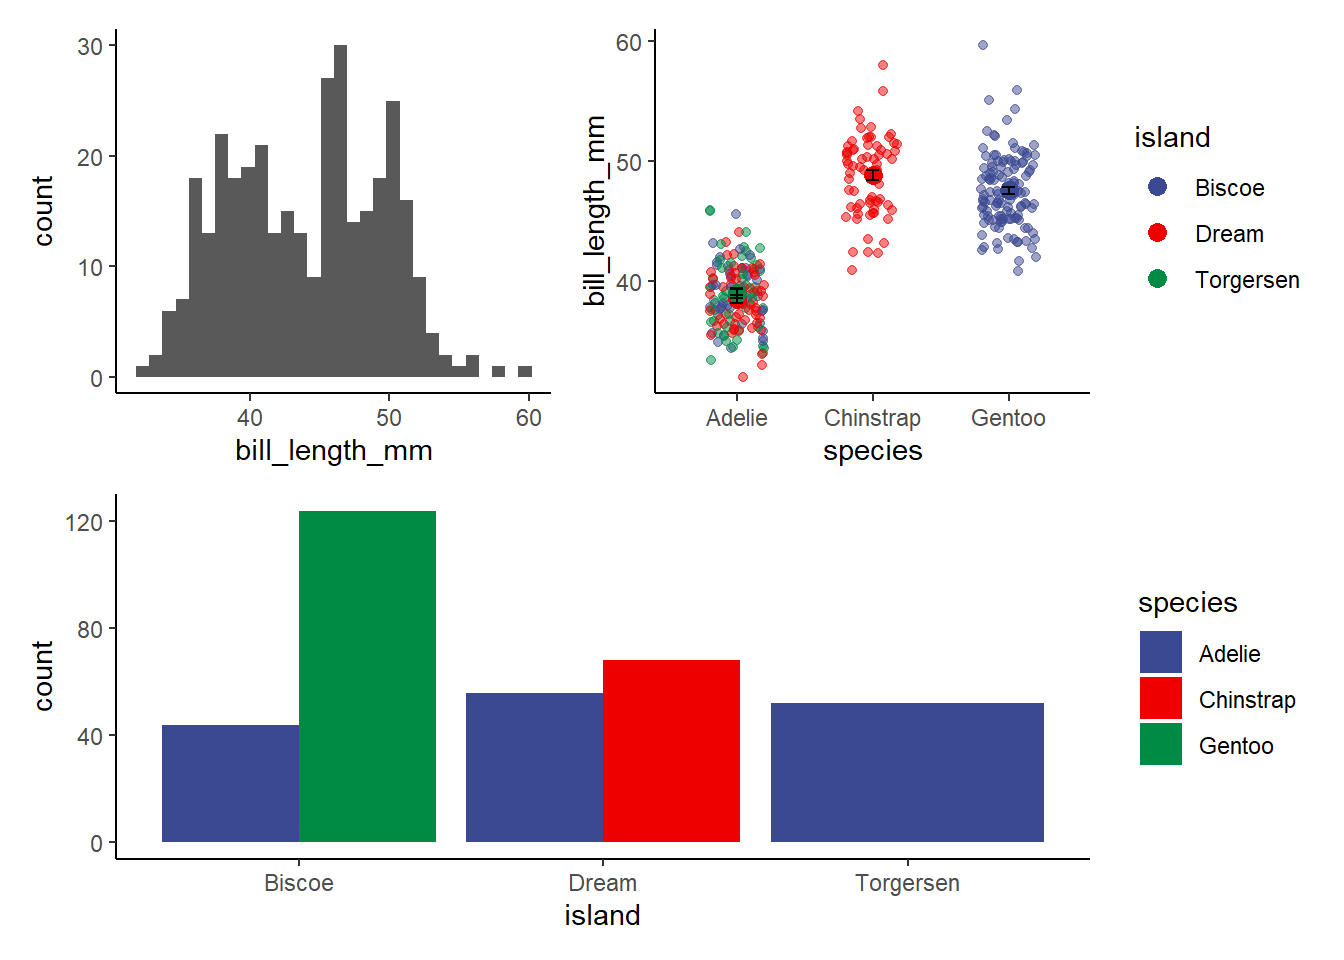 30
20
10
0
count
40 50 60
bill_length_mm
60
50
40
bill_length_mm
Adelie Chinstrap Gentoo
species
island
Biscoe
Dream
Torgersen
120
80
40
0
count
Biscoe Dream Torgersen
island
species
Adelie
Chinstrap
Gentoo